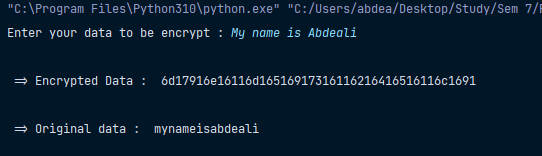 "C:\Program Files\Python310\python.exe" "C:/Users/abdea/Desktop/Study/Sem 7/
Enter your data to be encrypt : My name is Abdeali
⇒ Encrypted Data :  6d17916e16116d16516917316116216416516116c1691
⇒ Original data :  mynameisabdeali